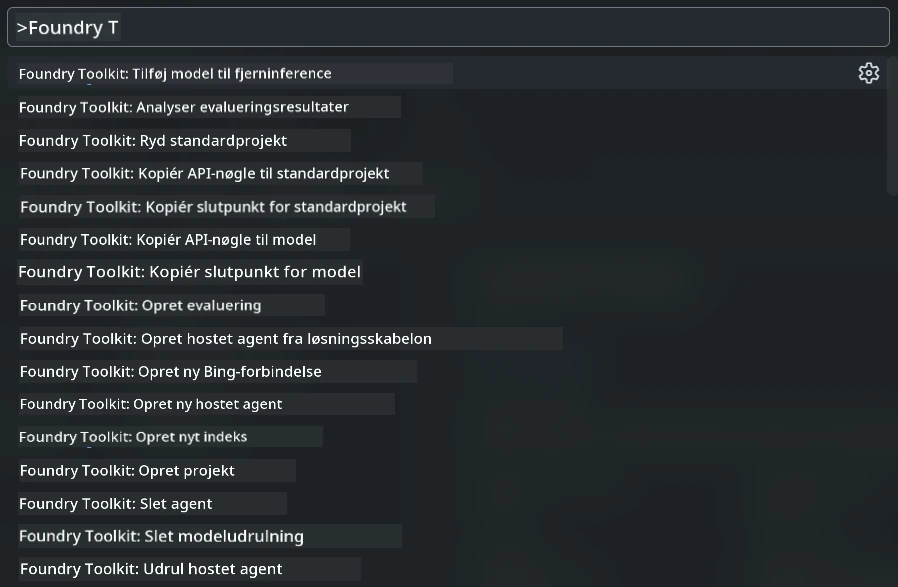 >Foundry T
Foundry Toolkit: Tilføj model til fjerninference
Foundry Toolkit: Analyser evalueringsresultater
Foundry Toolkit: Ryd standardprojekt
Foundry Toolkit: Kopiér API-nøgle til standardprojekt
Foundry Toolkit: Kopiér slutpunkt for standardprojekt
Foundry Toolkit: Kopiér API-nøgle til model
Foundry Toolkit: Kopiér slutpunkt for model
Foundry Toolkit: Opret evaluering
Foundry Toolkit: Opret hostet agent fra løsningsskabelon
Foundry Toolkit: Opret ny Bing-forbindelse
Foundry Toolkit: Opret ny hostet agent
Foundry Toolkit: Opret nyt indeks
Foundry Toolkit: Opret projekt
Foundry Toolkit: Slet agent
Foundry Toolkit: Slet modeludrulning
Foundry Toolkit: Udrul hostet agent